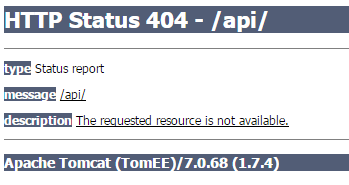 HTTP Status 404 - /api/
type Status report
message /api/
description The requested resource is not available.
Apache Tomcat (TomEE)/7.0.68 (1.7.4)